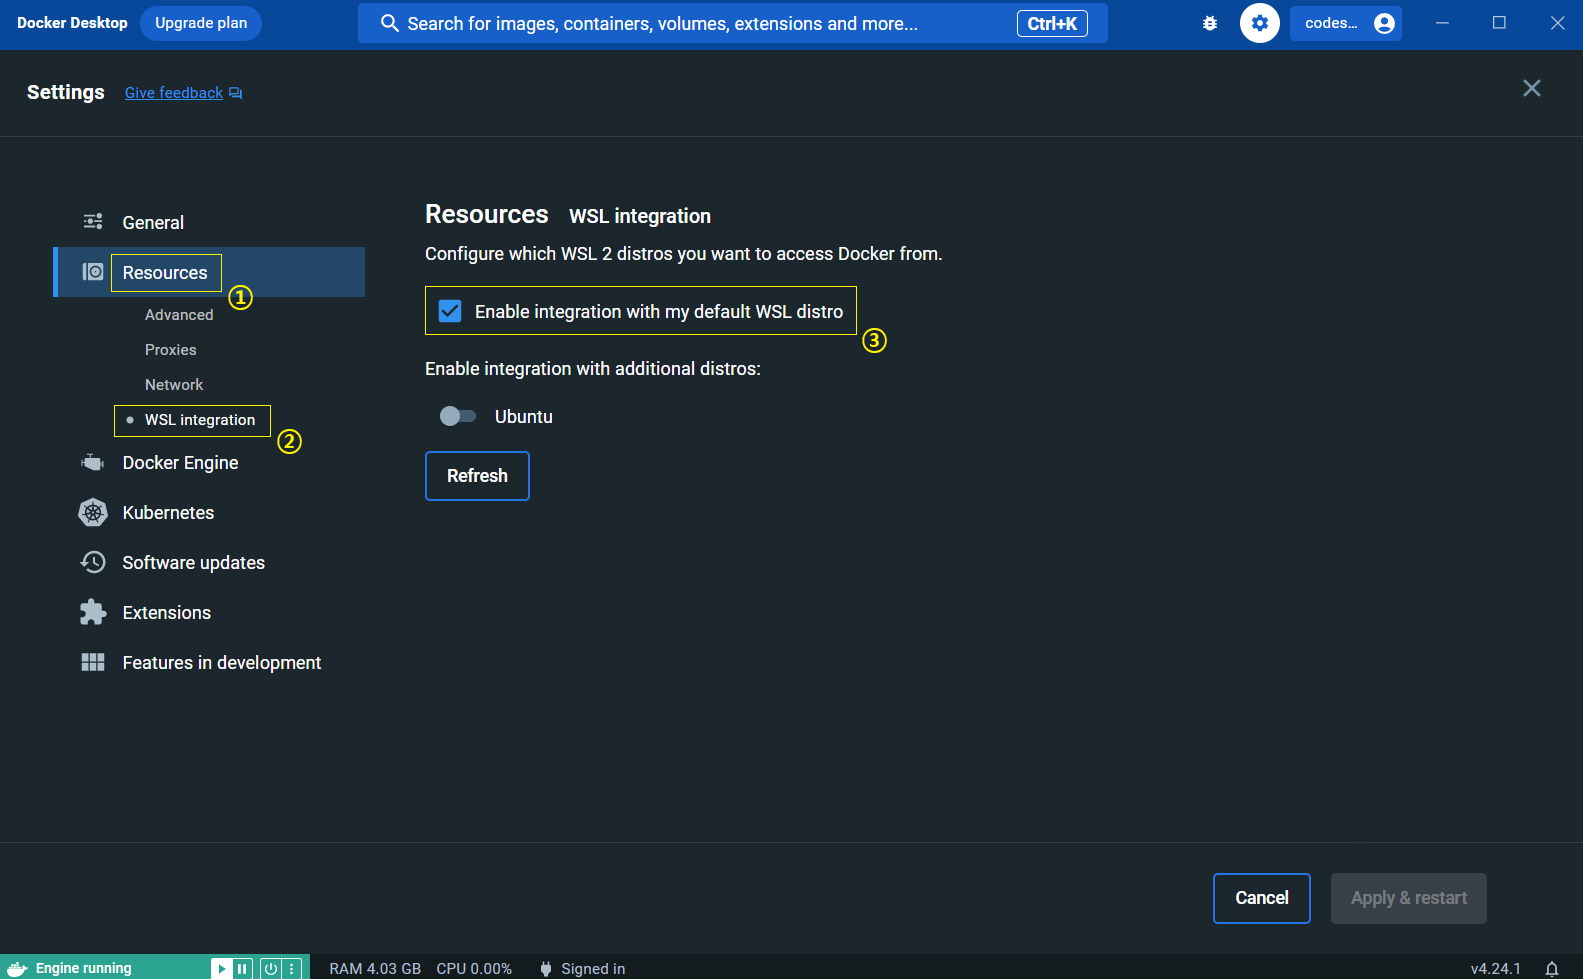 Docker Desktop Upgrade plan Search for images, containers, volumes, extensions and more... Ctrl+K codes...
Settings Give feedback
General
Resources
①
Advanced
Proxies
Network
WSL integration
②
Docker Engine
Kubernetes
Software updates
Extensions
Features in development
Resources WSL integration
Configure which WSL 2 distros you want to access Docker from.
Enable integration with my default WSL distro
③
Enable integration with additional distros:
Ubuntu
Refresh
Cancel Apply & restart
Engine running RAM 4.03 GB CPU 0.00% Signed in v4.24.1